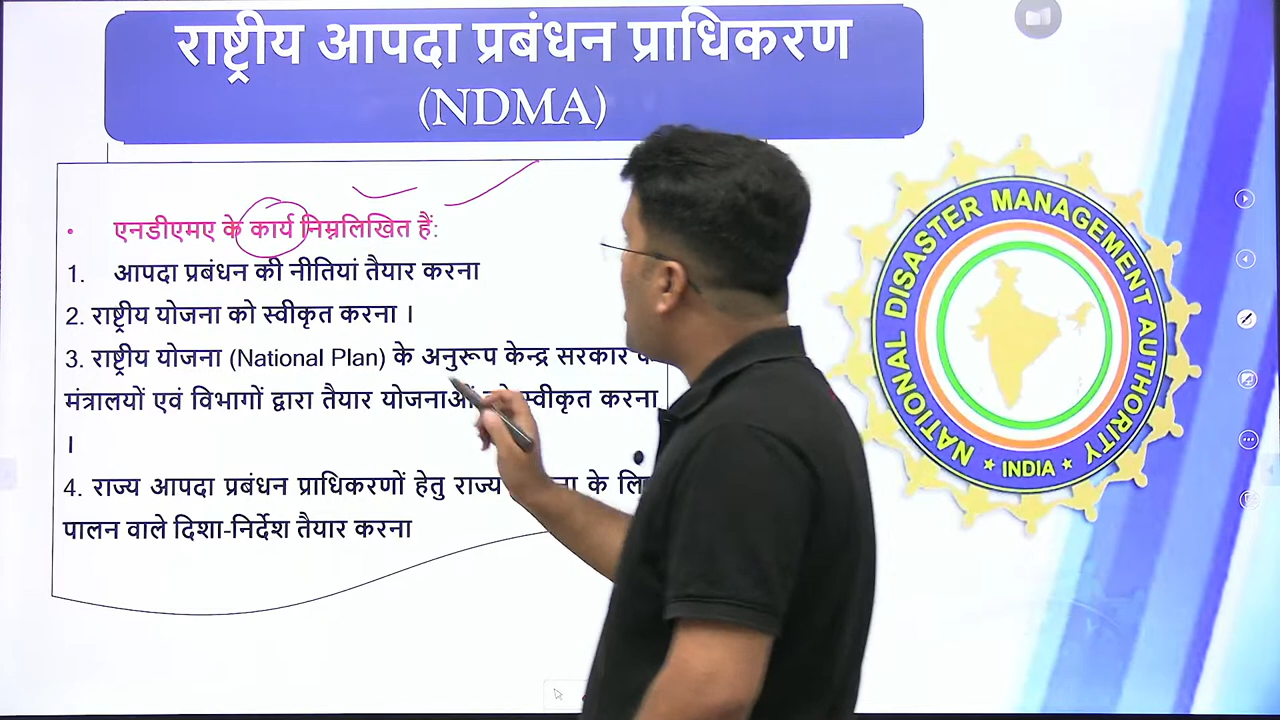 राष्ट्रीय आपदा प्रबंधन प्राधिकरण
(NDMA)
• एनडीएमए के कार्य निम्नलिखित हैं:
1. आपदा प्रबंधन की नीतियां तैयार करना
2. राष्ट्रीय योजना को स्वीकृत करना ।
3. राष्ट्रीय योजना (National Plan) के अनुरूप केन्द्र सरकार
मंत्रालयों एवं विभागों द्वारा तैयार योजनाओं स्वीकृत करना
।
4. राज्य आपदा प्रबंधन प्राधिकरणों हेतु राज्य के
पालन वाले दिशा-निर्देश तैयार करना
NATIONAL DISASTER MANAGEMENT AUTHORITY
INDIA